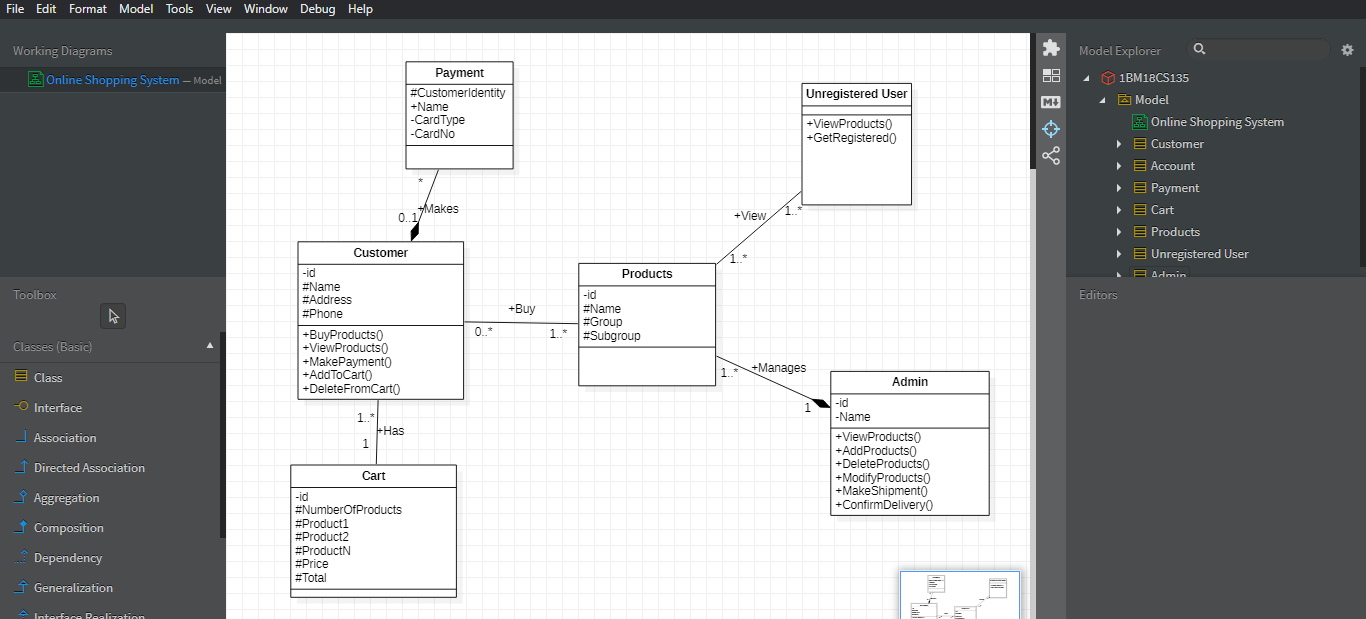 File Edit Format Model Tools View Window Debug Help
Working Diagrams
Online Shopping System — Model
Toolbox
Classes (Basic)
Class
Interface
Association
Directed Association
Aggregation
Composition
Dependency
Generalization
Interface Realization
Payment
#CustomerIdentity
+Name
-CardType
-CardNo
*
+Makes
0..1
Customer
-id
#Name
#Address
#Phone
+BuyProducts()
+ViewProducts()
+MakePayment()
+AddToCart()
+DeleteFromCart()
1..*
+Has
1
Cart
-id
#NumberOfProducts
#Product1
#Product2
#ProductN
#Price
#Total
+Buy
0..*
1..*
Products
-id
#Name
#Group
#Subgroup
Unregistered User
+ViewProducts()
+GetRegistered()
+View
1..*
1..*
+Manages
1..*
1
Admin
-id
-Name
+ViewProducts()
+AddProducts()
+DeleteProducts()
+ModifyProducts()
+MakeShipment()
+ConfirmDelivery()
M
Model Explorer
1BM18CS135
Model
Online Shopping System
Customer
Account
Payment
Cart
Products
Unregistered User
Admin
Editors